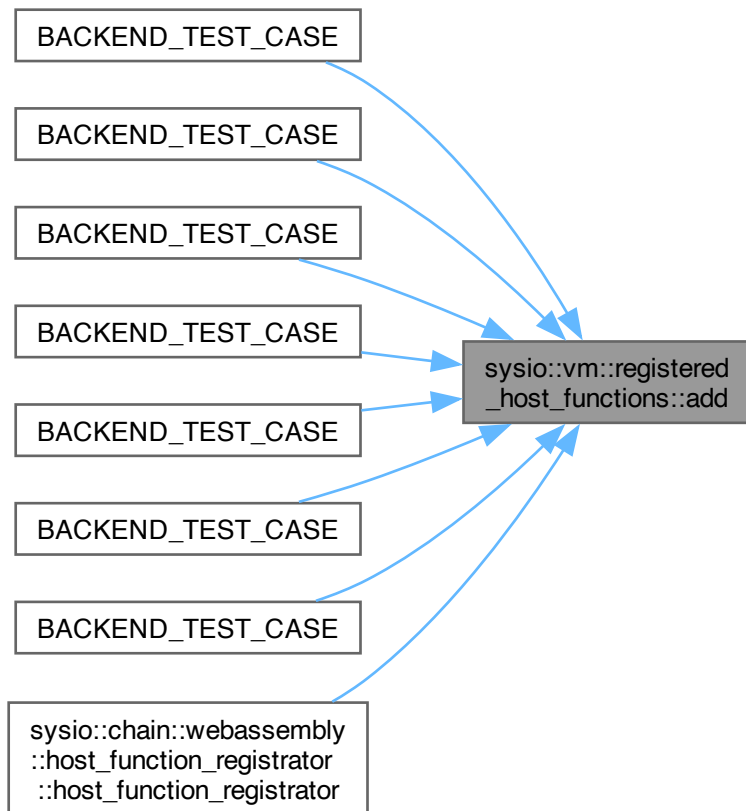 BACKEND_TEST_CASE
BACKEND_TEST_CASE
BACKEND_TEST_CASE
BACKEND_TEST_CASE
BACKEND_TEST_CASE
BACKEND_TEST_CASE
BACKEND_TEST_CASE
sysio::chain::webassembly
::host_function_registrator
::host_function_registrator
sysio::vm::registered
_host_functions::add